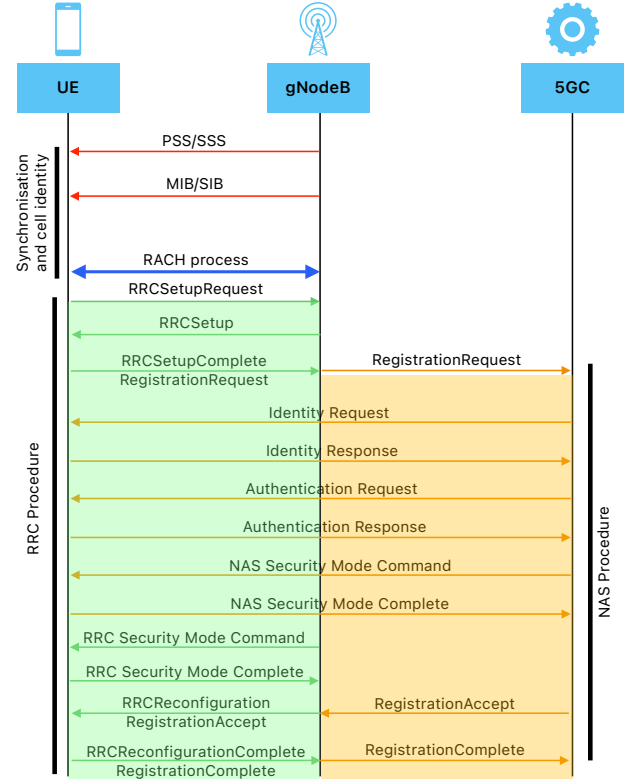 UE
gNodeB
5GC
PSS/SSS
MIB/SIB
RACH process
Synchronisation
and cell identity
RRCSetupRequest
RRCSetup
RRCSetupComplete
RegistrationRequest
RegistrationRequest
Identity Request
Identity Response
Authentication Request
Authentication Response
NAS Security Mode Command
NAS Security Mode Complete
RRC Security Mode Command
RRC Security Mode Complete
RRCReconfiguration
RegistrationAccept
RegistrationAccept
RRCReconfigurationComplete
RegistrationComplete
RegistrationComplete
RRC Procedure
NAS Procedure